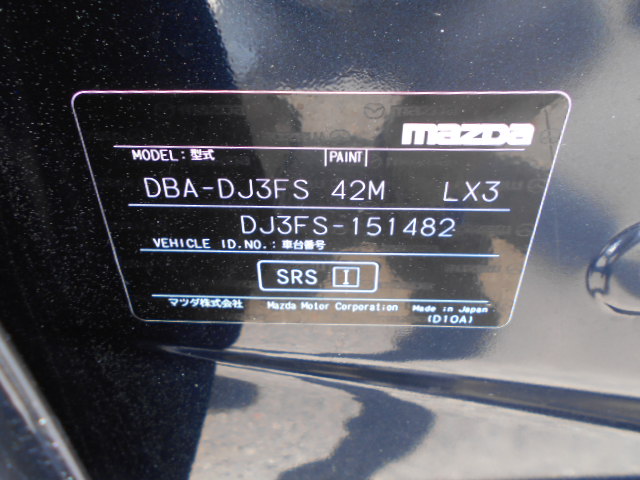 mazda
MODEL: 型式 PAINT
DBA-DJ3FS 42M LX3
DJ3FS-151482
VEHICLE ID.NO.: 車台番号
SRS I
マツダ株式会社 Mazda Motor Corporation Made in Japan
(D10A)